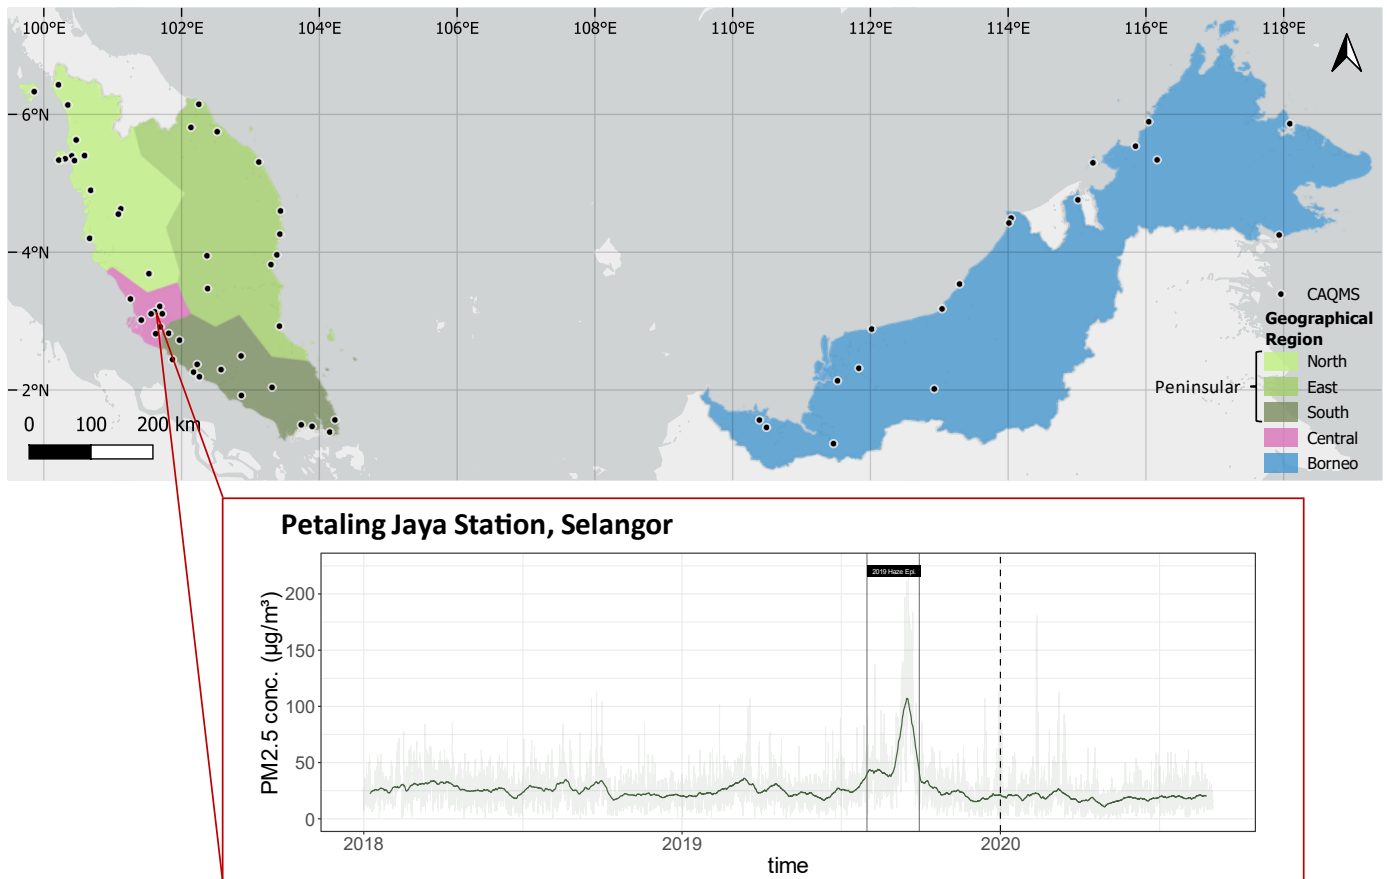 100°E 102°E 104°E 106°E 108°E 110°E 112°E 114°E 116°E 118°E
6°N
4°N
2°N
0 100 200 km
CAQMS
Geographical
Region
Peninsular
North
East
South
Central
Borneo
Petaling Jaya Station, Selangor
PM2.5 conc. (µg/m³)
200
150
100
50
0
2019 Haze Epi.
2018 2019 2020
time